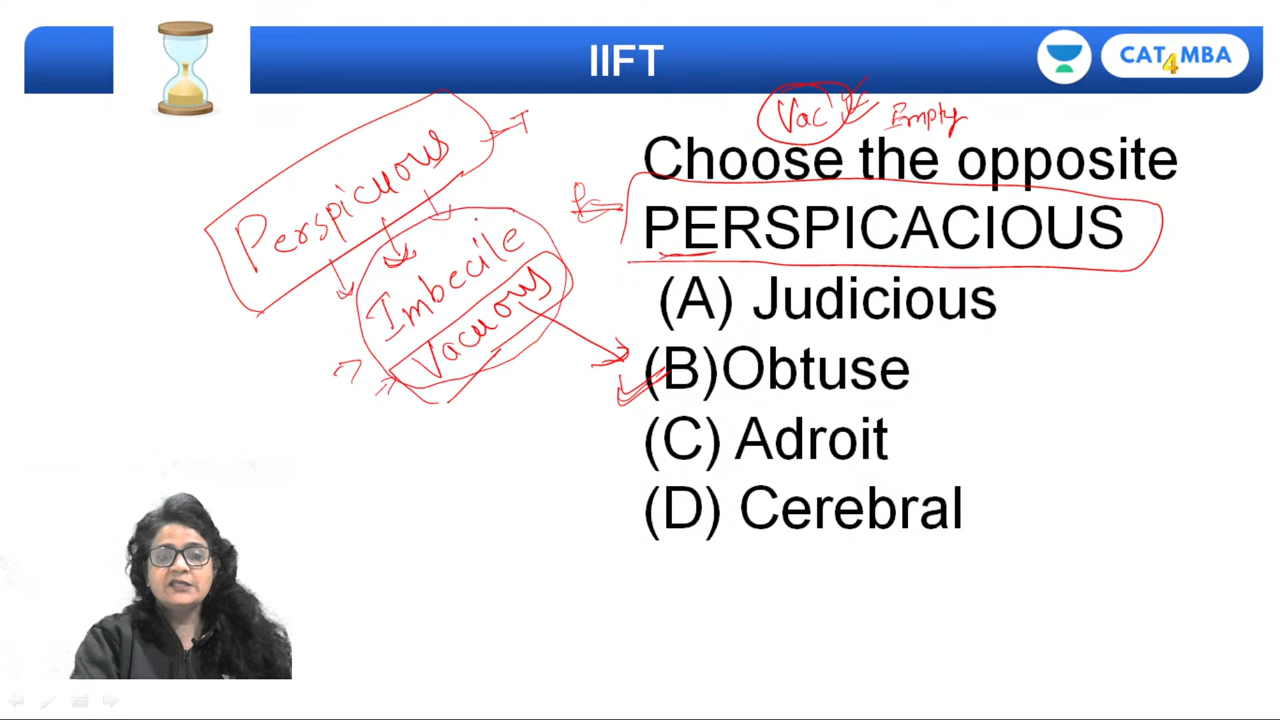 IIFT
CAT4MBA
Vac
Empty
Choose the opposite
PERSPICACIOUS
(A) Judicious
(B)Obtuse
(C) Adroit
(D) Cerebral
Perspicuous
T
P
Imbecile
Vacuous